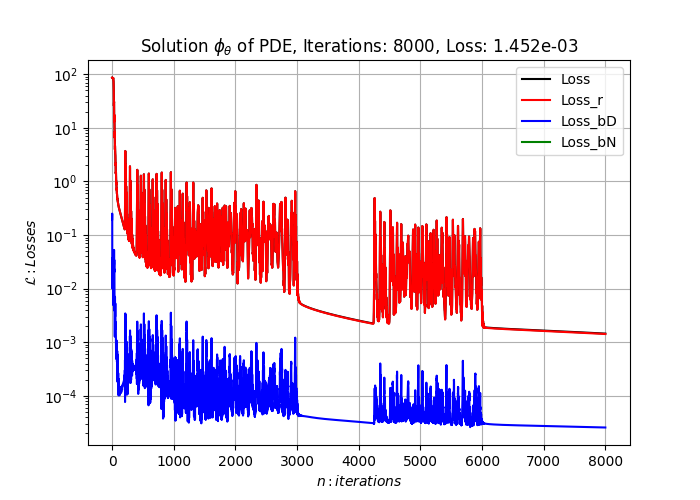 Solution ϕ_θ of PDE, Iterations: 8000, Loss: 1.452e-03
10²
10¹
10⁰
10⁻¹
10⁻²
10⁻³
10⁻⁴
ℒ : Losses
Loss
Loss_r
Loss_bD
Loss_bN
0 1000 2000 3000 4000 5000 6000 7000 8000
n : iterations